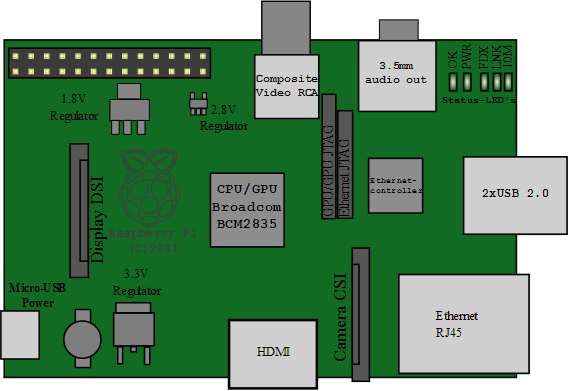 Composite
Video RCA
3.5mm
audio out
OK
PWR
FDX
LNK
10M
Status-LED's
1.8V
Regulator
2.8V
Regulator
GPU/GPU JTAG
Ethernet JTAG
Display DSI
Raspberry Pi
(C)2011
CPU/GPU
Broadcom
BCM2835
Ethernet-
controller
2xUSB 2.0
Micro-USB
Power
3.3V
Regulator
HDMI
Camera CSI
Ethernet
RJ45